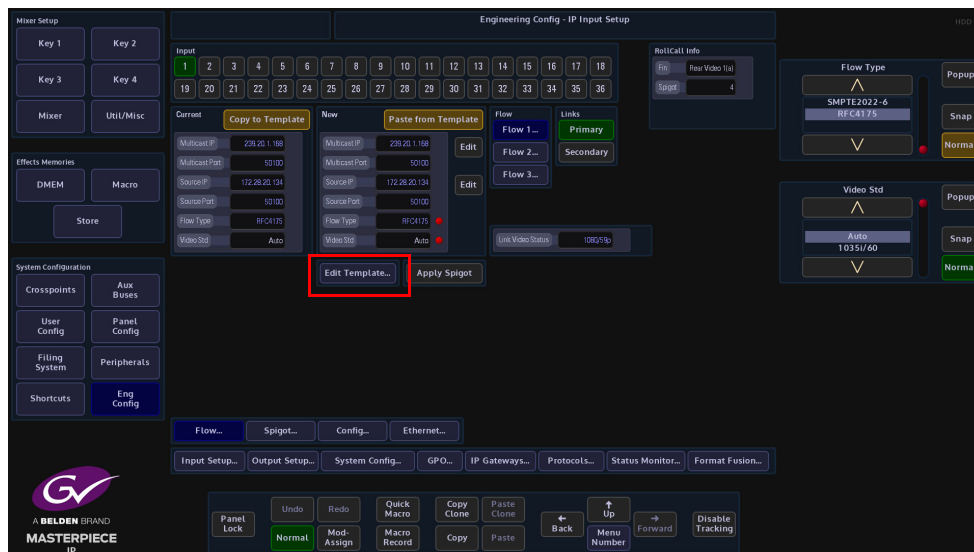 Mixer Setup
Engineering Config - IP Input Setup
HDD
Key 1
Key 2
Key 3
Key 4
Mixer
Util/Misc
Input
1 2 3 4 5 6 7 8 9 10 11 12 13 14 15 16 17 18
19 20 21 22 23 24 25 26 27 28 29 30 31 32 33 34 35 36
RollCall Info
Fin Rear Video 1(a)
Spigot 4
Flow Type
SMPTE2022-6
RFC4175
Popup
Snap
Norma
Effects Memories
DMEM
Macro
Store
Current
Copy to Template
Multicast IP 239.20.1.168
Multicast Port 50100
Source IP 172.28.20.134
Source Port 50100
Flow Type RFC4175
Video Std Auto
New
Paste from Template
Multicast IP 239.20.1.168
Edit
Multicast Port 50100
Source IP 172.28.20.134
Edit
Source Port 50100
Flow Type RFC4175
Video Std Auto
Flow
Flow 1...
Flow 2...
Flow 3...
Links
Primary
Secondary
Link Video Status 1080/59p
Video Std
Auto
1035i/60
Popup
Snap
Norma
Edit Template...
Apply Spigot
System Configuration
Crosspoints
Aux
Buses
User
Config
Panel
Config
Filing
System
Peripherals
Shortcuts
Eng
Config
Flow...
Spigot...
Config...
Ethernet...
Input Setup...
Output Setup...
System Config...
GPO...
IP Gateways...
Protocols...
Status Monitor...
Format Fusion...
GV
A BELDEN BRAND
MASTERPIECE
IP
Panel
Lock
Undo
Redo
Quick
Macro
Copy
Clone
Paste
Clone
Normal
Mod-
Assign
Macro
Record
Copy
Paste
Back
Up
Menu
Number
Forward
Disable
Tracking